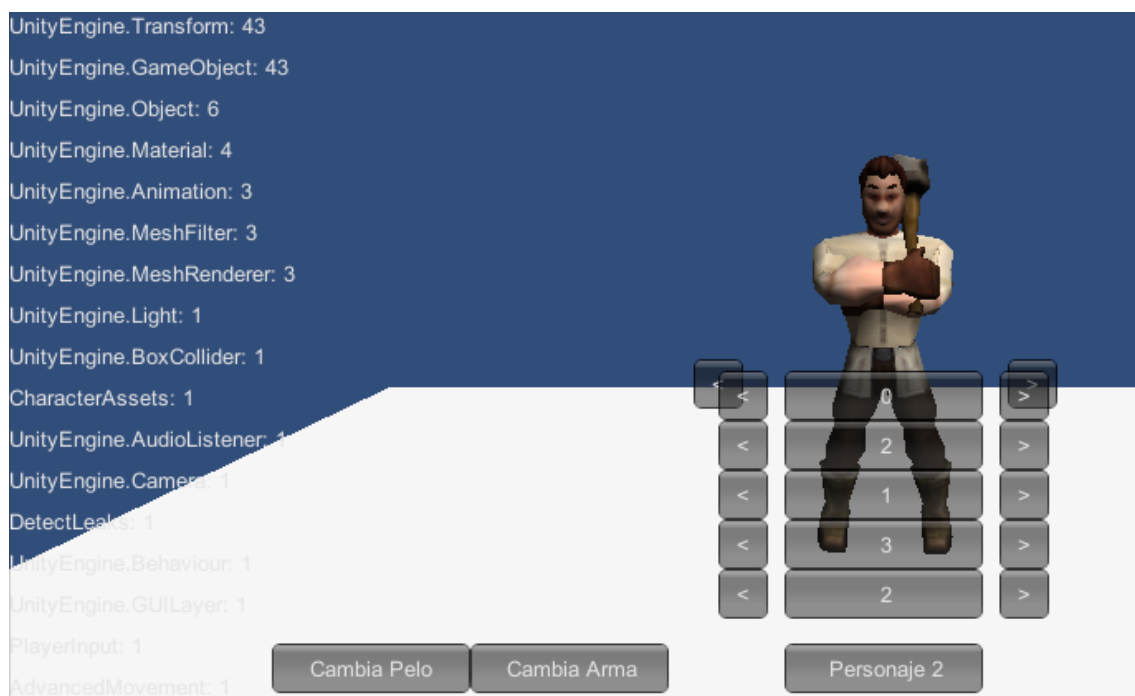 UnityEngine.Transform: 43
UnityEngine.GameObject: 43
UnityEngine.Object: 6
UnityEngine.Material: 4
UnityEngine.Animation: 3
UnityEngine.MeshFilter: 3
UnityEngine.MeshRenderer: 3
UnityEngine.Light: 1
UnityEngine.BoxCollider: 1
CharacterAssets: 1
UnityEngine.AudioListener: 1
UnityEngine.Camera: 1
DetectLeaks: 1
UnityEngine.Behaviour: 1
UnityEngine.GUILayer: 1
PlayerInput: 1
AdvancedMovement: 1
< >
< 0 >
< 2 >
< 1 >
< 3 >
< 2 >
Cambia Pelo Cambia Arma Personaje 2